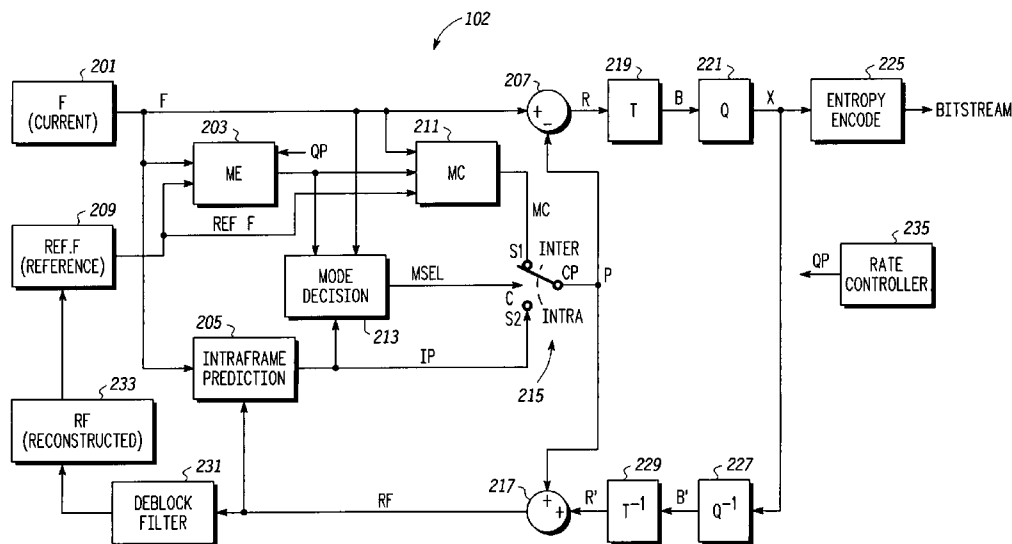 102
201
F
(CURRENT)
F
207
+
−
R
219
T
B
221
Q
X
225
ENTROPY
ENCODE
BITSTREAM
203
ME
QP
211
MC
REF F
MC
209
REF.F
(REFERENCE)
MODE
DECISION
213
MSEL
S1
INTER
CP
P
C
S2
INTRA
215
QP
235
RATE
CONTROLLER
205
INTRAFRAME
PREDICTION
IP
233
RF
(RECONSTRUCTED)
231
DEBLOCK
FILTER
RF
217
+
+
R'
229
T⁻¹
B'
227
Q⁻¹